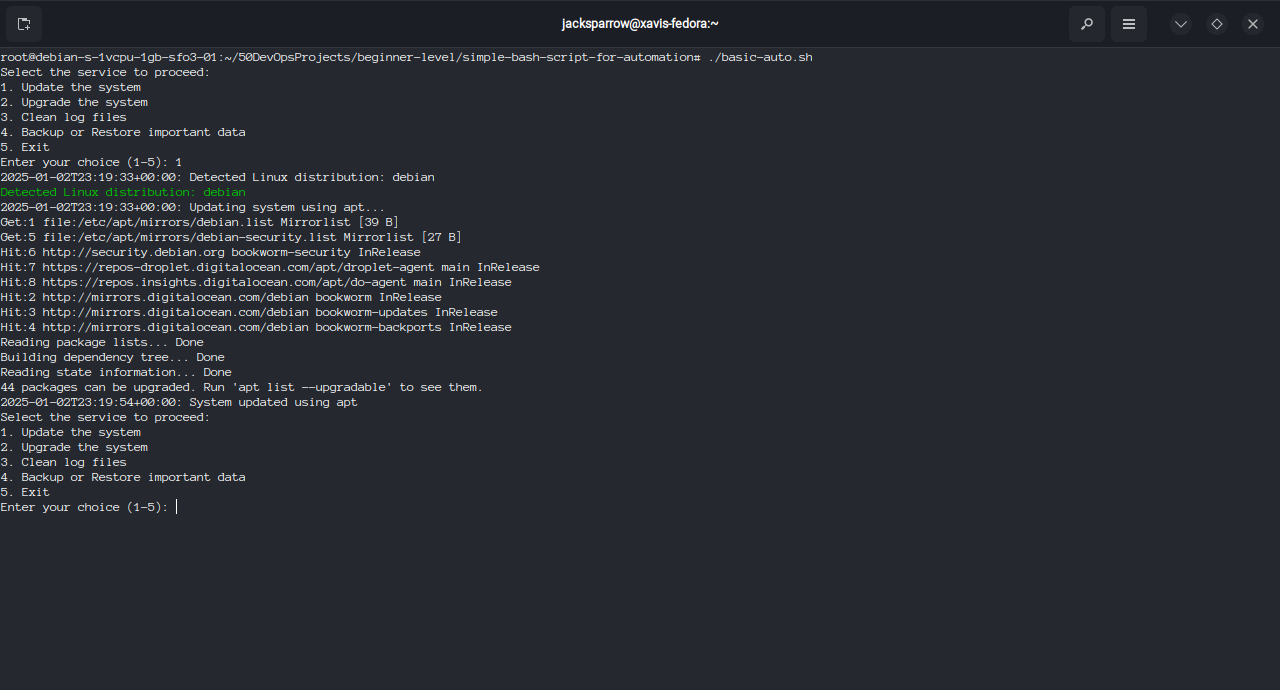 jacksparrow@xavis-fedora:~
root@debian-s-1vcpu-1gb-sfo3-01:~/50DevOpsProjects/beginner-level/simple-bash-script-for-automation# ./basic-auto.sh
Select the service to proceed:
1. Update the system
2. Upgrade the system
3. Clean log files
4. Backup or Restore important data
5. Exit
Enter your choice (1-5): 1
2025-01-02T23:19:33+00:00: Detected Linux distribution: debian
Detected Linux distribution: debian
2025-01-02T23:19:33+00:00: Updating system using apt...
Get:1 file:/etc/apt/mirrors/debian.list Mirrorlist [39 B]
Get:5 file:/etc/apt/mirrors/debian-security.list Mirrorlist [27 B]
Hit:6 http://security.debian.org bookworm-security InRelease
Hit:7 https://repos-droplet.digitalocean.com/apt/droplet-agent main InRelease
Hit:8 https://repos.insights.digitalocean.com/apt/do-agent main InRelease
Hit:2 http://mirrors.digitalocean.com/debian bookworm InRelease
Hit:3 http://mirrors.digitalocean.com/debian bookworm-updates InRelease
Hit:4 http://mirrors.digitalocean.com/debian bookworm-backports InRelease
Reading package lists... Done
Building dependency tree... Done
Reading state information... Done
44 packages can be upgraded. Run 'apt list --upgradable' to see them.
2025-01-02T23:19:54+00:00: System updated using apt
Select the service to proceed:
1. Update the system
2. Upgrade the system
3. Clean log files
4. Backup or Restore important data
5. Exit
Enter your choice (1-5):